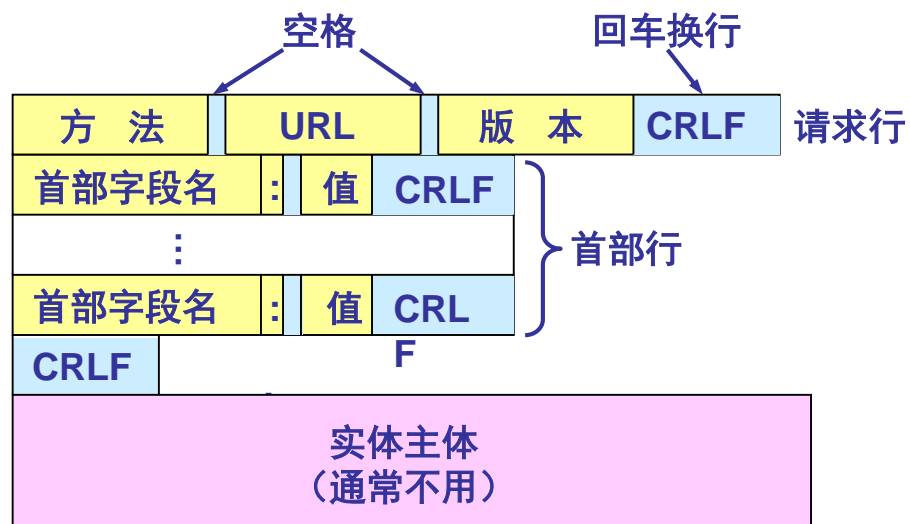 空格 回车换行
方 法 URL 版 本 CRLF 请求行
首部字段名 : 值 CRLF
⋮ 首部行
首部字段名 : 值 CRL
F
CRLF
实体主体
（通常不用）